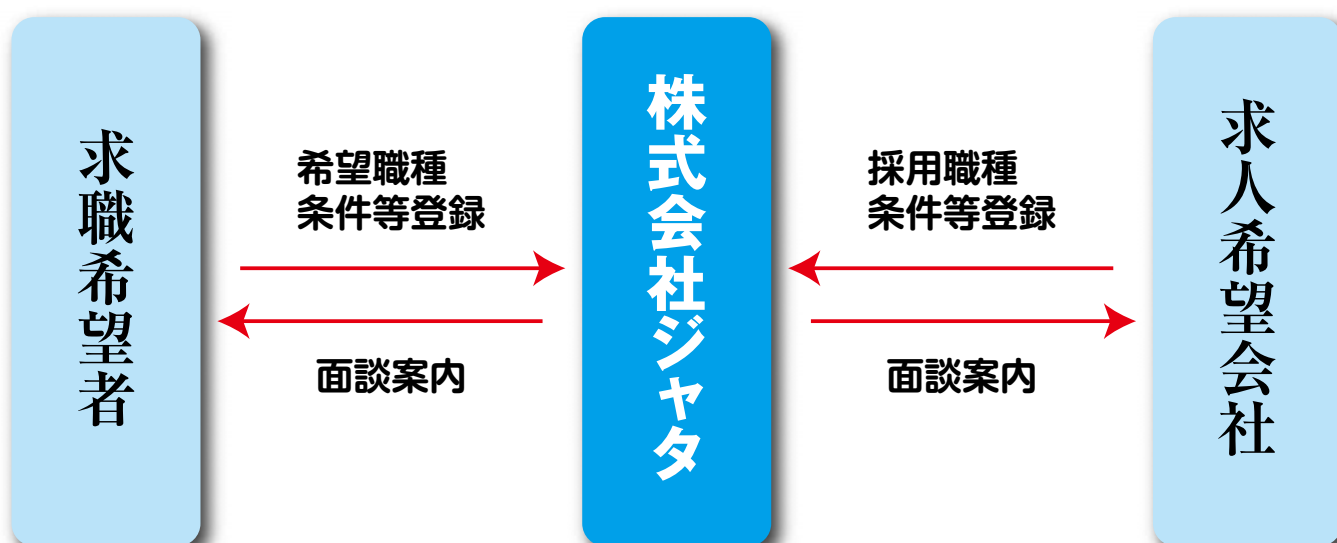 求職希望者
希望職種
条件等登録
面談案内
株式会社ジャタ
採用職種
条件等登録
面談案内
求人希望会社